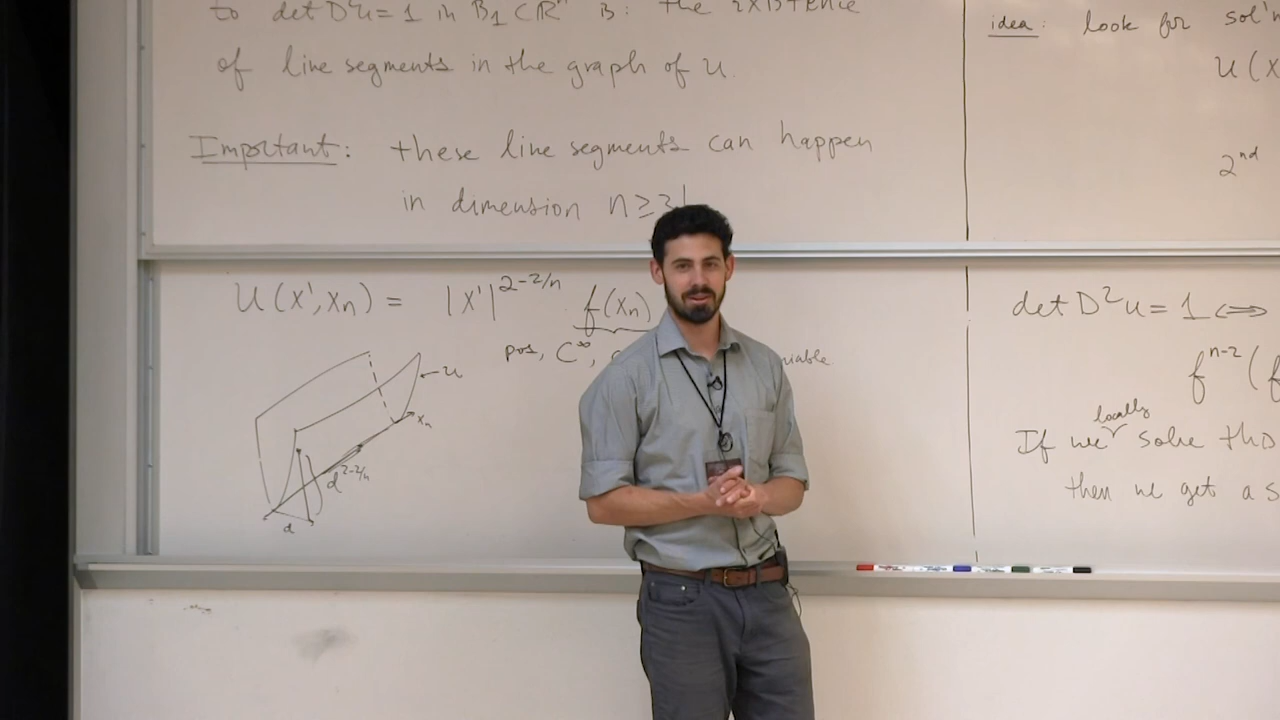 to det D²u = 1 in B₁ ⊂ ℝⁿ is: the existence
of line segments in the graph of u.
Important: these line segments can happen
in dimension n ≥ 3!
u(x', xₙ) = |x'|^{2-2/n} f(xₙ)
pos, C^∞,
u
xₙ
d^{2-2/n}
d
idea: look for sol'n
u(x
2nd
det D²u = 1 ⟺
f^{n-2}(f
locally
If we solve this
then we get a s